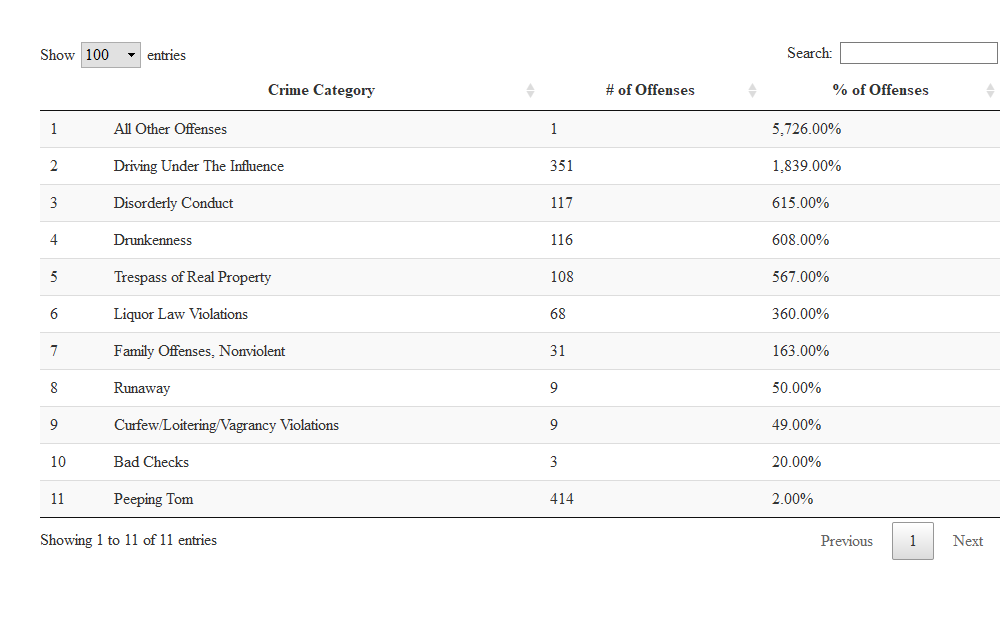 Show 100 entries Search:
Crime Category # of Offenses % of Offenses
1 All Other Offenses 1 5,726.00%
2 Driving Under The Influence 351 1,839.00%
3 Disorderly Conduct 117 615.00%
4 Drunkenness 116 608.00%
5 Trespass of Real Property 108 567.00%
6 Liquor Law Violations 68 360.00%
7 Family Offenses, Nonviolent 31 163.00%
8 Runaway 9 50.00%
9 Curfew/Loitering/Vagrancy Violations 9 49.00%
10 Bad Checks 3 20.00%
11 Peeping Tom 414 2.00%
Showing 1 to 11 of 11 entries Previous 1 Next